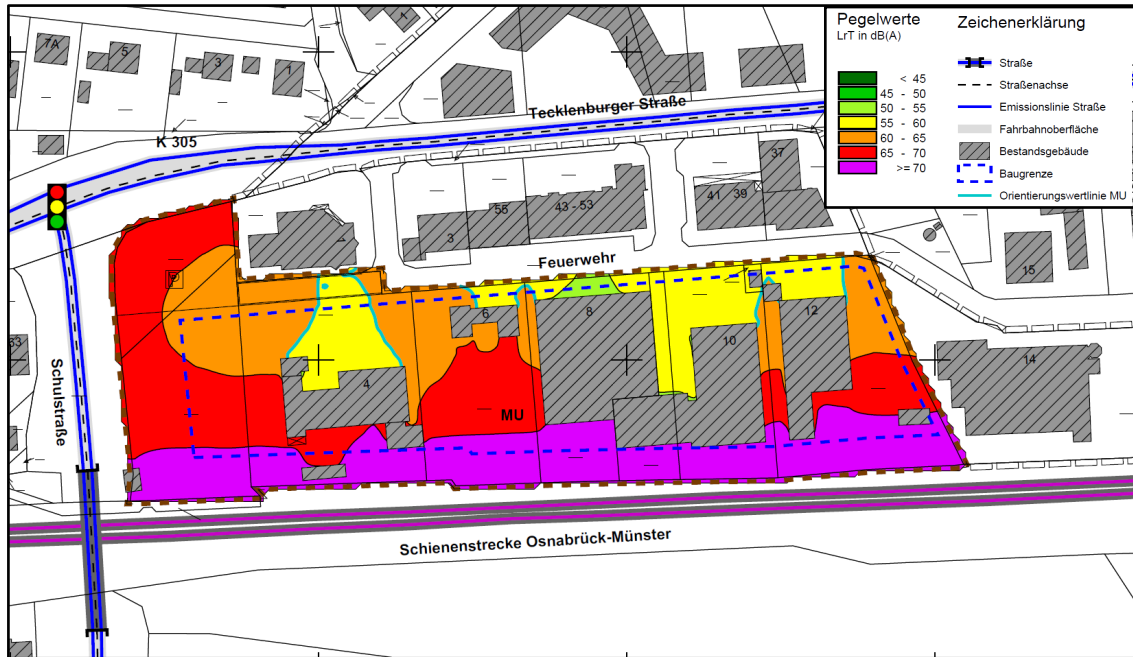 Pegelwerte
LrT in dB(A)
< 45
45 - 50
50 - 55
55 - 60
60 - 65
65 - 70
>= 70
Zeichenerklärung
Straße
Straßenachse
Emissionslinie Straße
Fahrbahnoberfläche
Bestandsgebäude
Baugrenze
Orientierungswertlinie MU
7A
5
3
1
Tecklenburger Straße
K 305
37
41
39
55
43 - 53
3
1
Feuerwehr
15
P
6
8
12
10
14
4
MU
Schulstraße
Schienenstrecke Osnabrück-Münster